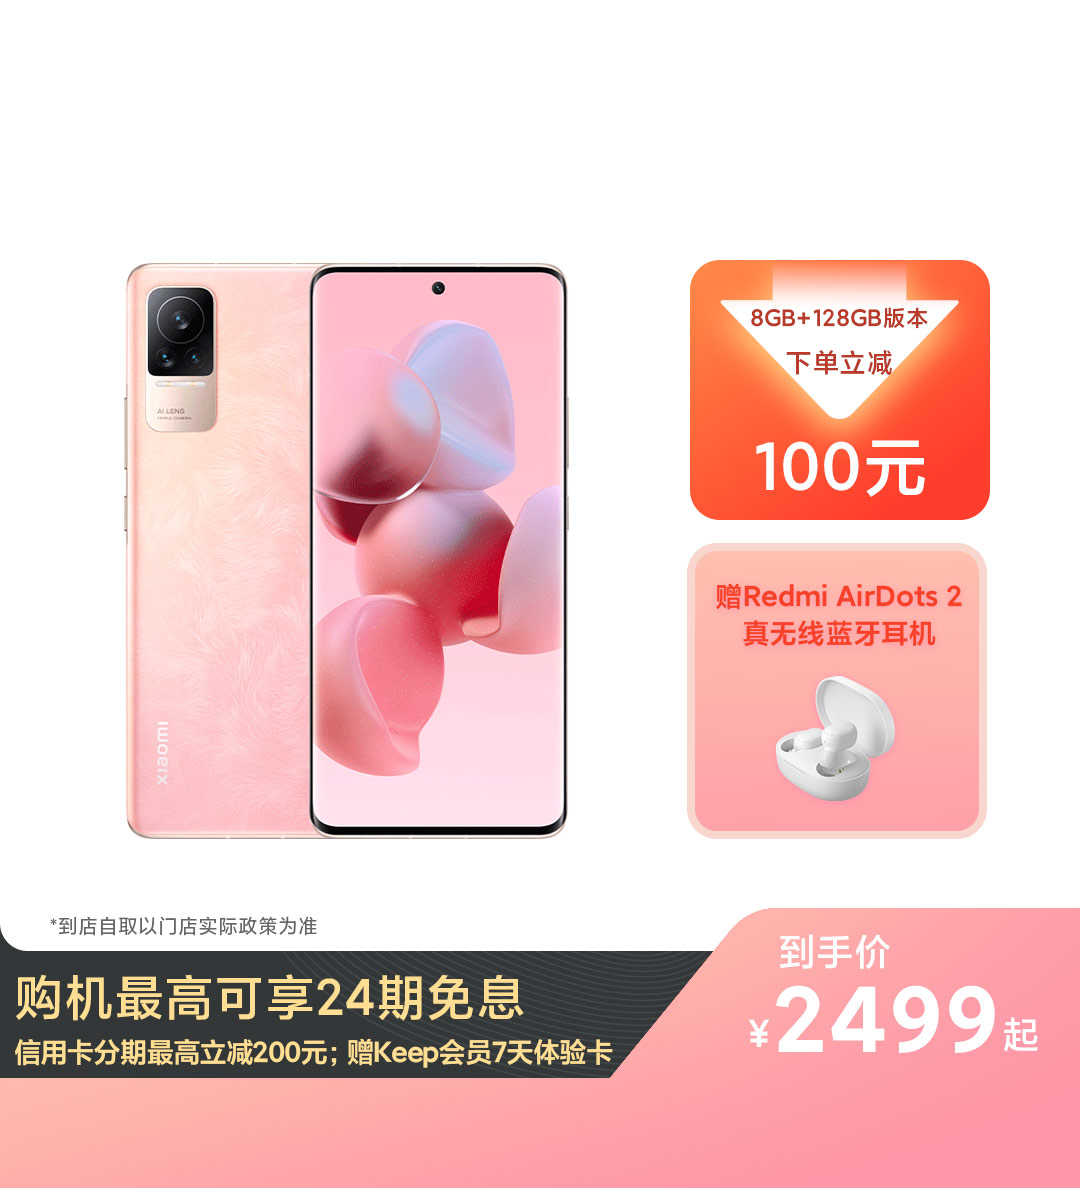 AI LENS
TRIPLE CAMERA
xiaomi
8GB+128GB版本
下单立减
100元
赠Redmi AirDots 2
真无线蓝牙耳机
*到店自取以门店实际政策为准
购机最高可享24期免息
信用卡分期最高立减200元；赠Keep会员7天体验卡
到手价
¥2499起